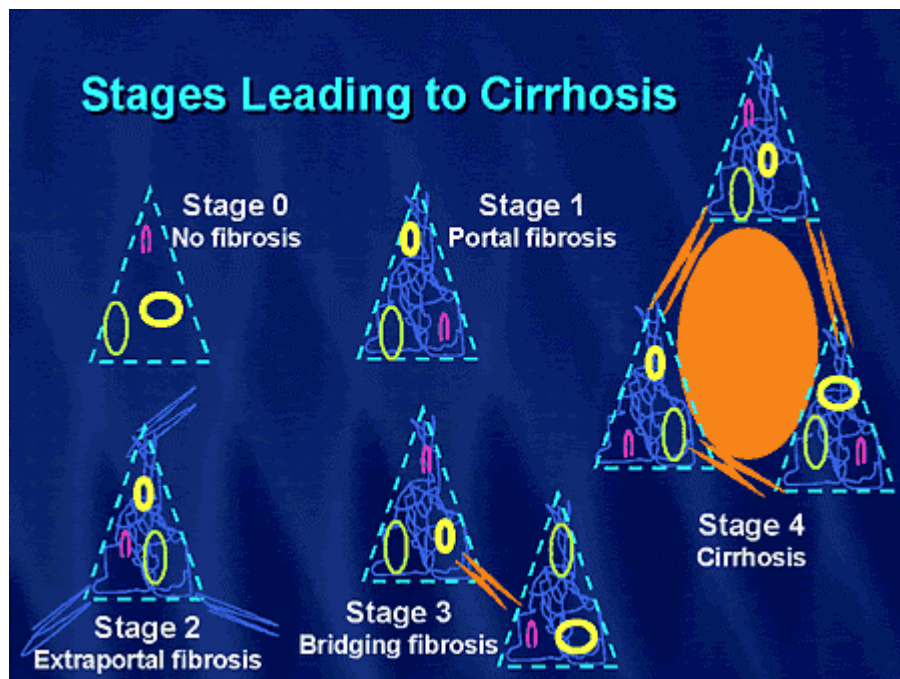 Stages Leading to Cirrhosis
Stage 0
No fibrosis
Stage 1
Portal fibrosis
Stage 2
Extraportal fibrosis
Stage 3
Bridging fibrosis
Stage 4
Cirrhosis